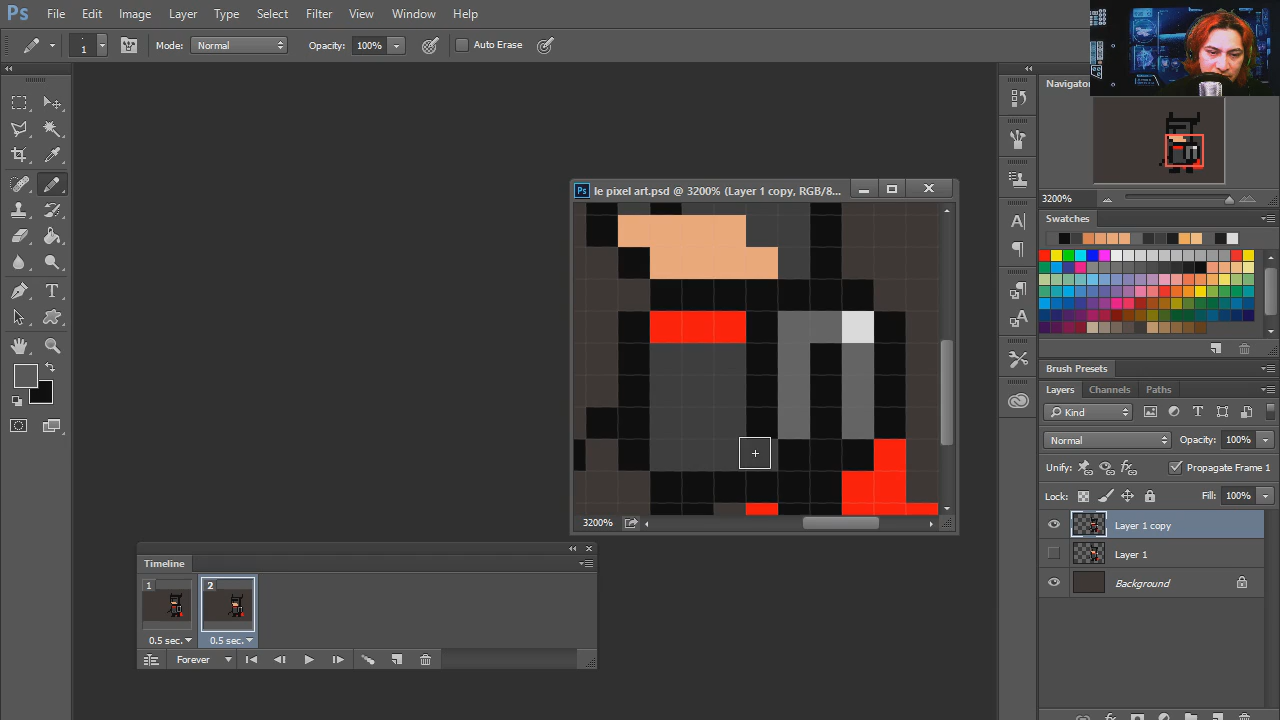 Ps File Edit Image Layer Type Select Filter View Window Help
1 Mode: Normal Opacity: 100% Auto Erase
Navigator
3200%
Swatches
Ps le pixel art.psd @ 3200% (Layer 1 copy, RGB/8...
3200%
Brush Presets
Layers Channels Paths
Kind
Normal Opacity: 100%
Unify: Propagate Frame 1
Lock: Fill: 100%
Layer 1 copy
Layer 1
Background
Timeline
1 2
0.5 sec. 0.5 sec.
Forever